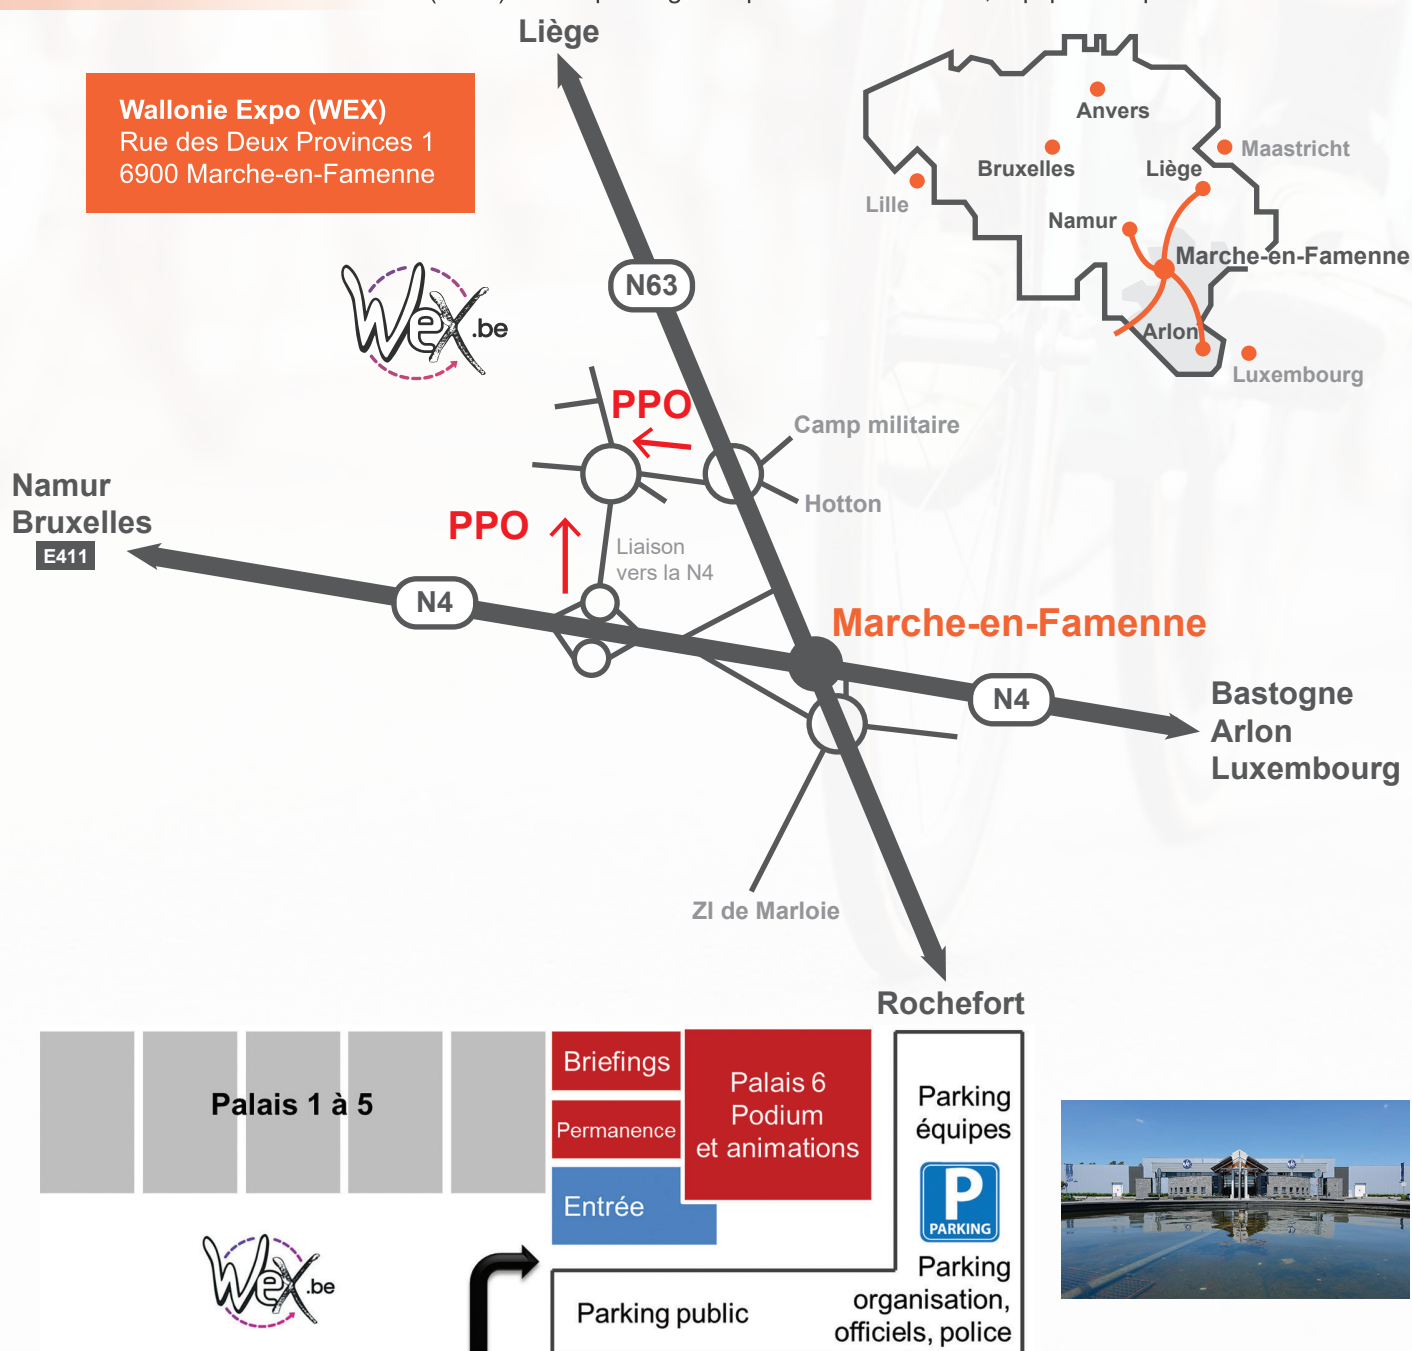 Liège
Wallonie Expo (WEX)
Rue des Deux Provinces 1
6900 Marche-en-Famenne
Wex.be
N63
Anvers
Bruxelles
Maastricht
Liège
Lille
Namur
Marche-en-Famenne
Arlon
Luxembourg
PPO
Camp militaire
Hotton
Namur
Bruxelles
E411
PPO
Liaison
vers la N4
N4
Marche-en-Famenne
N4
Bastogne
Arlon
Luxembourg
ZI de Marloie
Rochefort
Palais 1 à 5
Briefings
Permanence
Entrée
Palais 6
Podium
et animations
Parking
équipes
P
PARKING
Parking
organisation,
officiels, police
Parking public
Wex.be